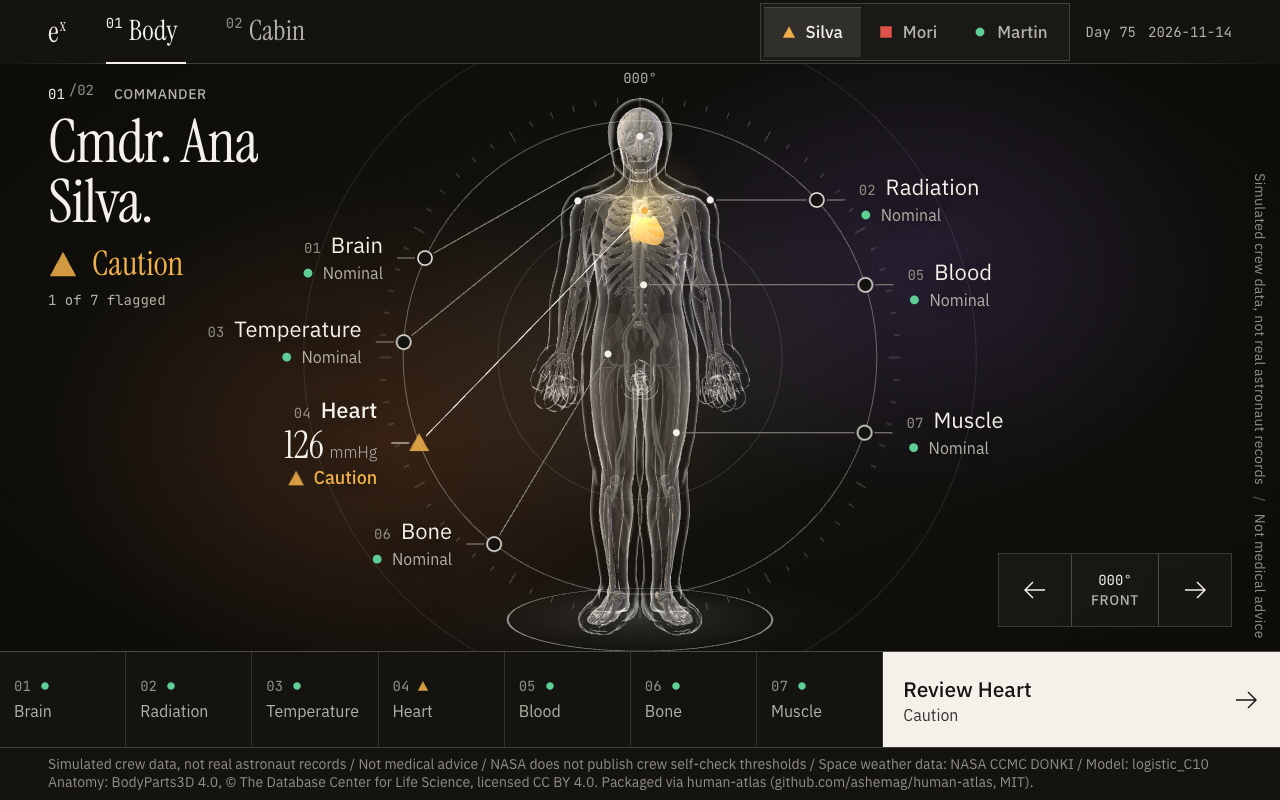 eˣ
01 Body
02 Cabin
Silva
Mori
Martin
Day 75 2026-11-14
01 /02 COMMANDER
Cmdr. Ana
Silva.
Caution
1 of 7 flagged
000°
01 Brain
Nominal
03 Temperature
Nominal
04 Heart
126 mmHg
Caution
06 Bone
Nominal
02 Radiation
Nominal
05 Blood
Nominal
07 Muscle
Nominal
000°
FRONT
Simulated crew data, not real astronaut records / Not medical advice
01
Brain
02
Radiation
03
Temperature
04
Heart
05
Blood
06
Bone
07
Muscle
Review Heart
Caution
Simulated crew data, not real astronaut records / Not medical advice / NASA does not publish crew self-check thresholds / Space weather data: NASA CCMC DONKI / Model: logistic_C10
Anatomy: BodyParts3D 4.0, © The Database Center for Life Science, licensed CC BY 4.0. Packaged via human-atlas (github.com/ashemag/human-atlas, MIT).